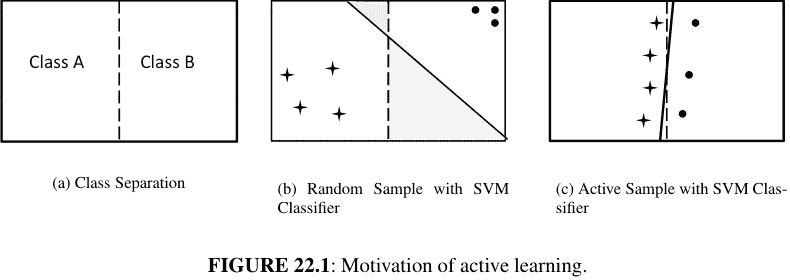 Class A
Class B
(a) Class Separation
(b) Random Sample with SVM
Classifier
(c) Active Sample with SVM Clas-
sifier
FIGURE 22.1: Motivation of active learning.